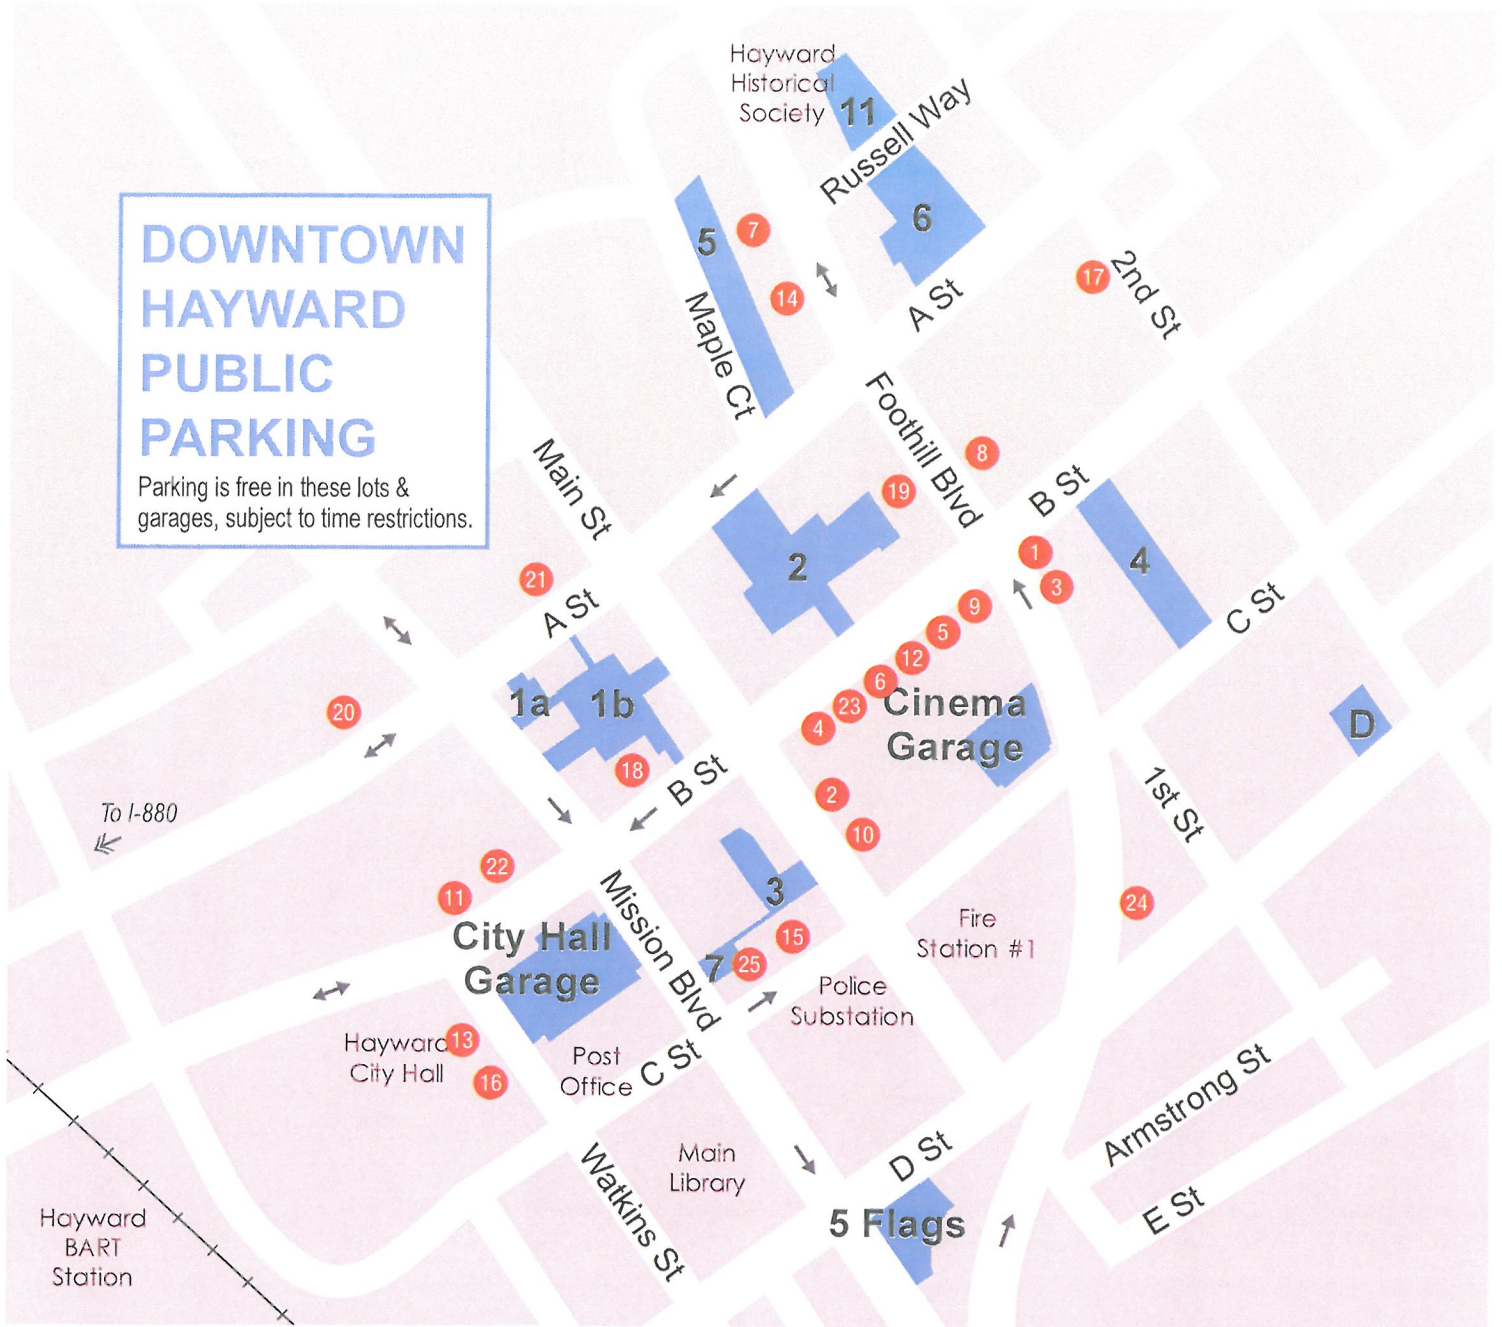 Hayward
Historical
Society
11
Russell Way
6
5
7
14
Maple Ct
A St
17
2nd St
DOWNTOWN
HAYWARD
PUBLIC
PARKING
Parking is free in these lots &
garages, subject to time restrictions.
Main St
Foothill Blvd
8
19
B St
2
1
3
4
C St
21
A St
9
5
12
6
23
4
Cinema
Garage
D
1a
1b
20
18
B St
2
10
1st St
To I-880
22
11
City Hall
Garage
Mission Blvd
3
15
7
25
24
Fire
Station #1
Police
Substation
Hayward
City Hall
13
16
Post
Office
C St
Armstrong St
Main
Library
D St
Watkins St
5 Flags
E St
Hayward
BART
Station